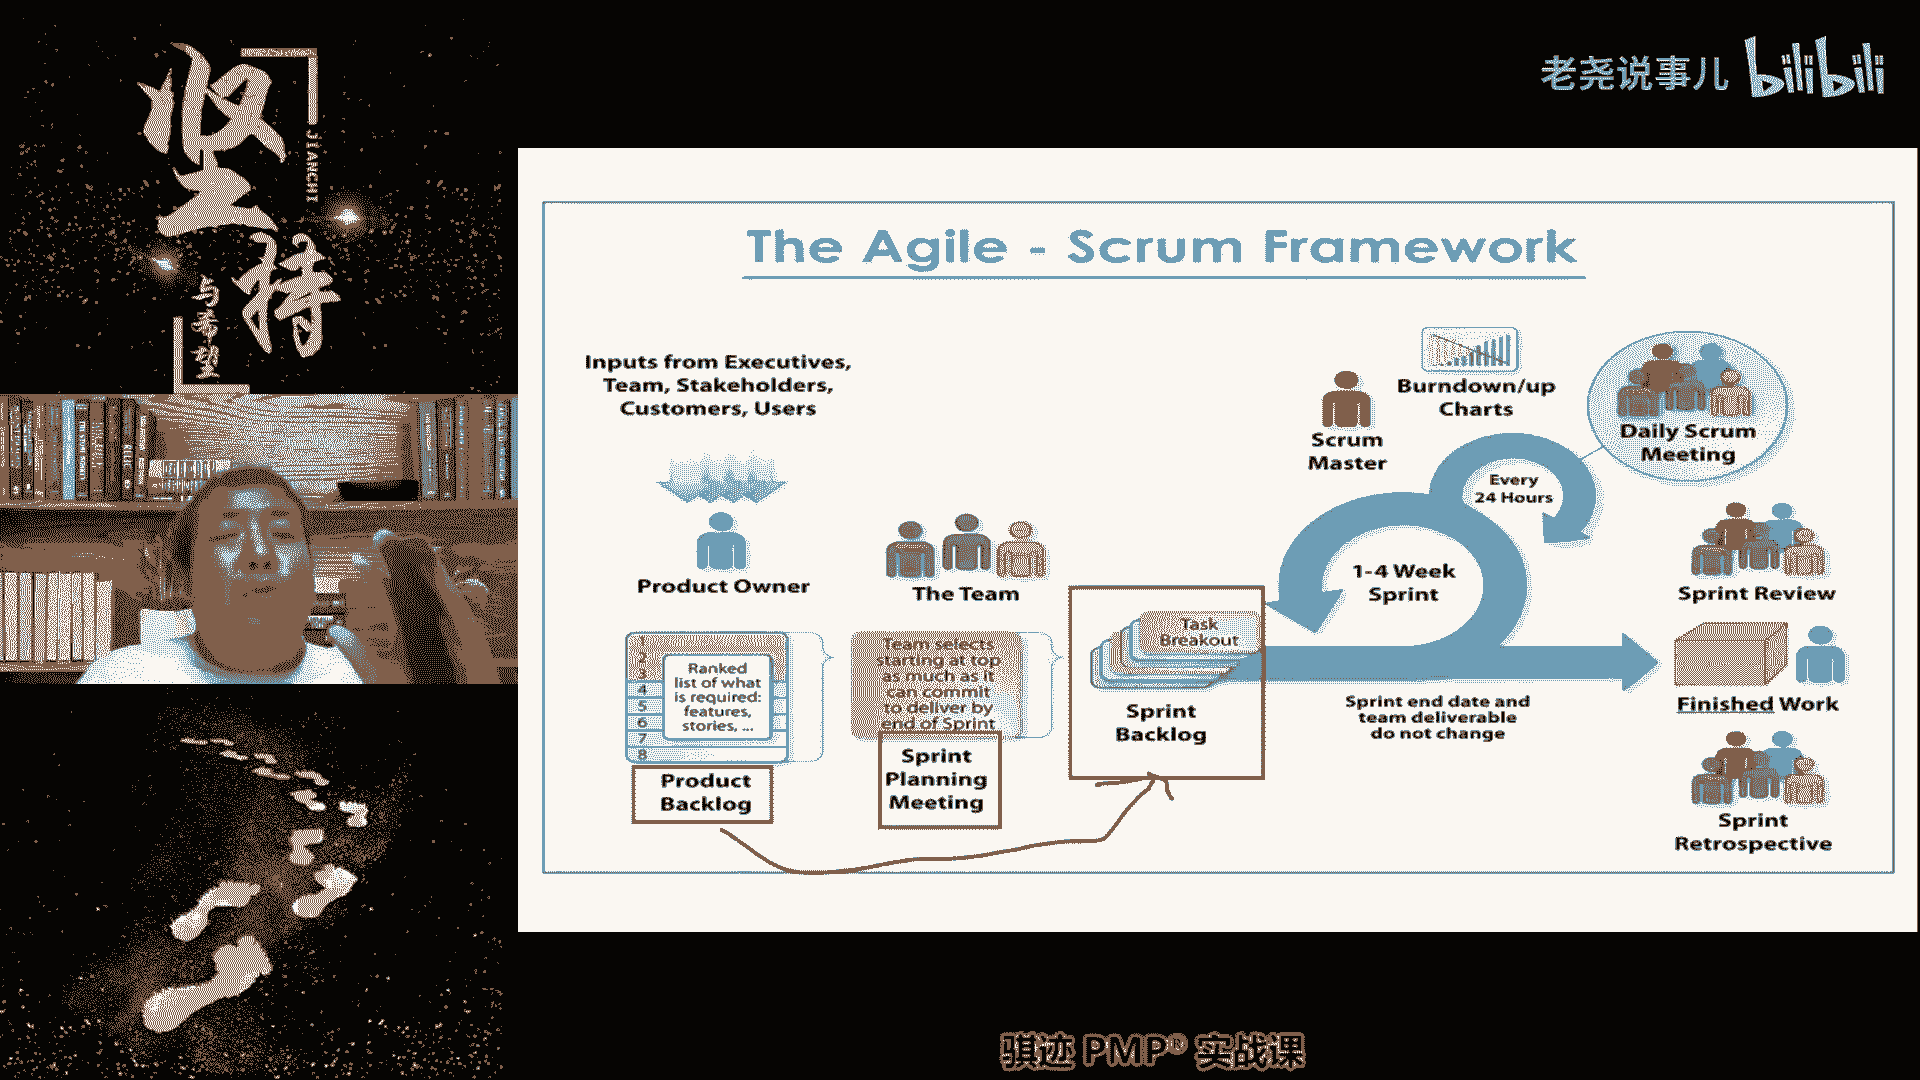 坚持
JIANCHI
与希望
老尧说事儿 bilibili
The Agile - Scrum Framework
Inputs from Executives,
Team, Stakeholders,
Customers, Users
Product Owner
The Team
1
2
3
4
5
6
7
8
Ranked
list of what
is required:
features,
stories, ...
Product
Backlog
Team selects
starting at top
as much as it
can commit
to deliver by
end of Sprint
Sprint
Planning
Meeting
Task
Breakout
Sprint
Backlog
Scrum
Master
Burndown/up
Charts
Daily Scrum
Meeting
Every
24 Hours
1-4 Week
Sprint
Sprint end date and
team deliverable
do not change
Sprint Review
Finished Work
Sprint
Retrospective
骐迹 PMP® 实战课